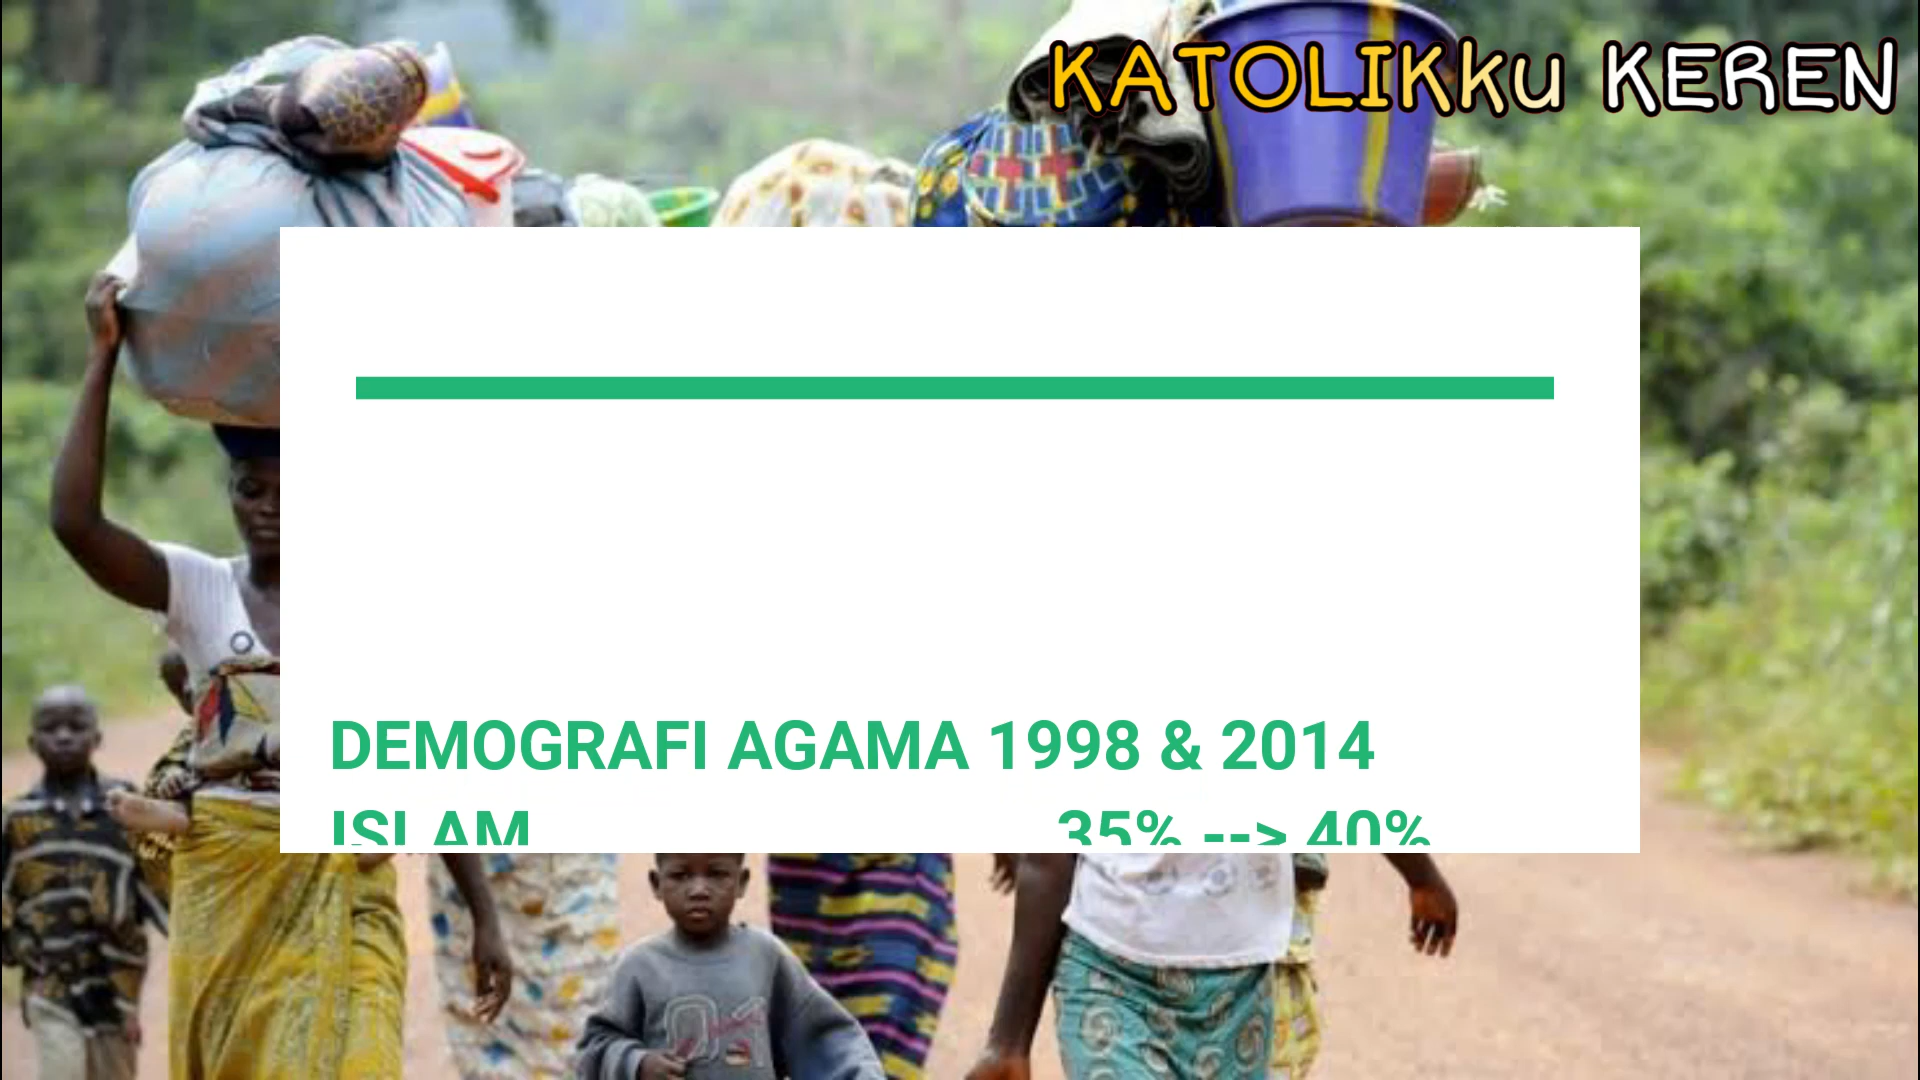 KATOLIKku KEREN
DEMOGRAFI AGAMA 1998 & 2014
ISLAM 35% --> 40%